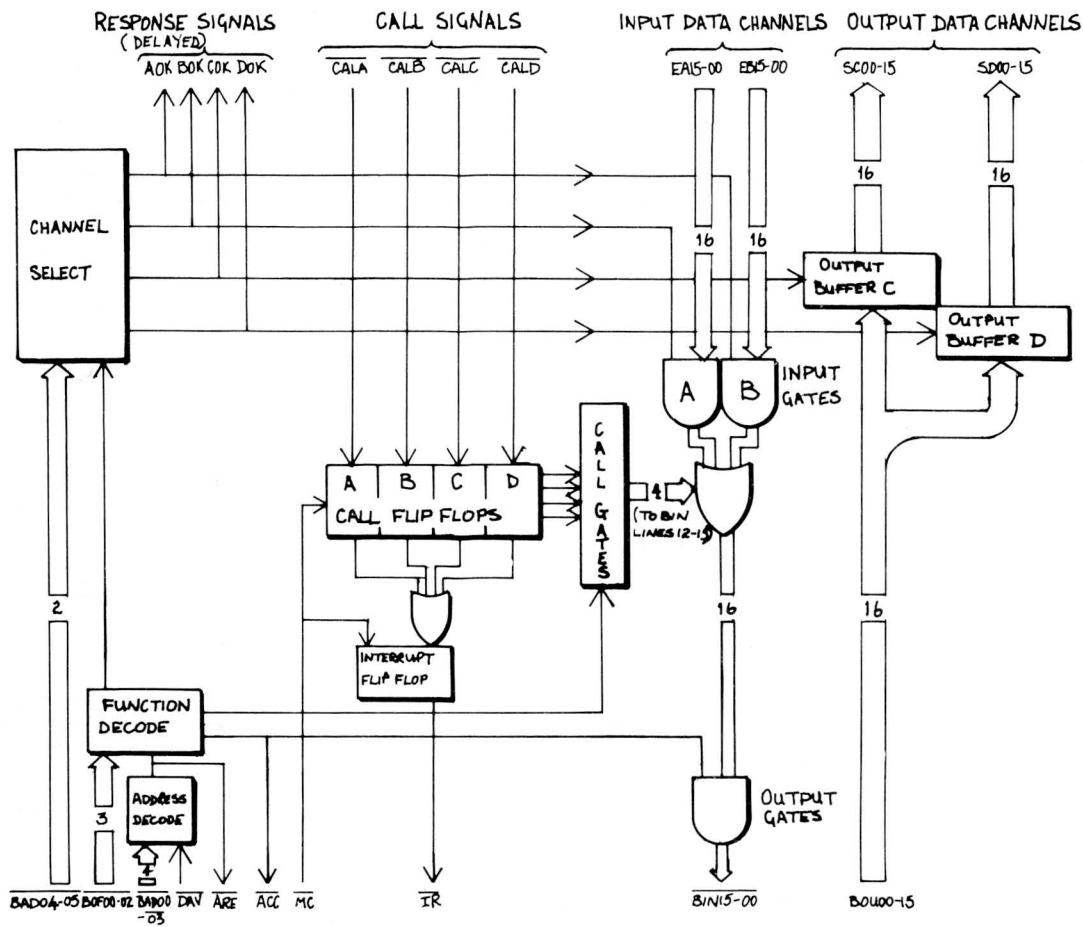 RESPONSE SIGNALS
(DELAYED)
CALL SIGNALS
INPUT DATA CHANNELS
OUTPUT DATA CHANNELS
AOK BOK COK DOK
CALA CALB CALC CALD
EA15-00 EB15-00
SC00-15
SD00-15
16
16
CHANNEL
SELECT
16
16
OUTPUT
BUFFER C
OUTPUT
BUFFER D
A
B
INPUT
GATES
CALL GATES
A B C D
CALL FLIP FLOPS
4
(TO BIN
LINES 12-15)
2
16
16
INTERRUPT
FLIP FLOP
FUNCTION
DECODE
3
ADDRESS
DECODE
4
OUTPUT
GATES
BAD04-05 BOF00-02 BAD00-03 DAV ARE ACC MC IR BIN15-00 BOU00-15